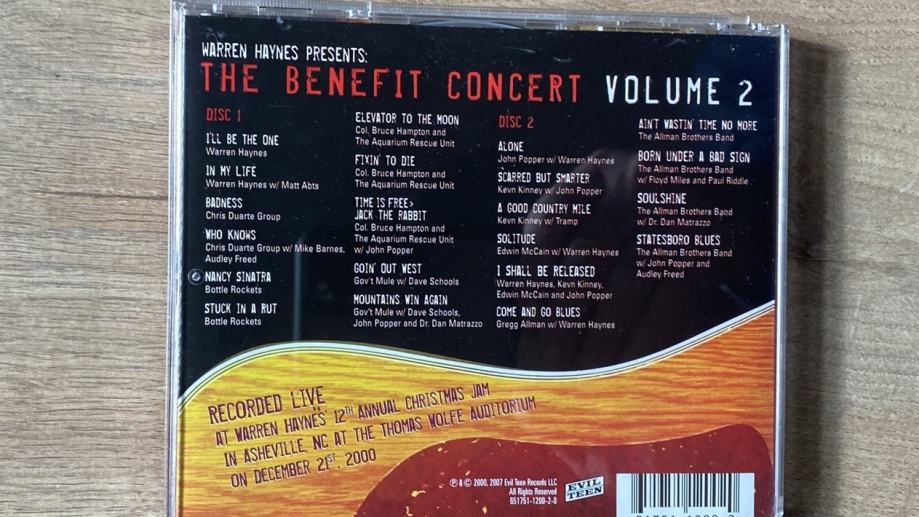 WARREN HAYNES PRESENTS:
THE BENEFIT CONCERT VOLUME 2
DISC 1
I'LL BE THE ONE
Warren Haynes
IN MY LIFE
Warren Haynes w/ Matt Abts
BADNESS
Chris Duarte Group
WHO KNOWS
Chris Duarte Group w/ Mike Barnes,
Audley Freed
NANCY SINATRA
Bottle Rockets
STUCK IN A RUT
Bottle Rockets
ELEVATOR TO THE MOON
Col. Bruce Hampton and
The Aquarium Rescue Unit
FIXIN' TO DIE
Col. Bruce Hampton and
The Aquarium Rescue Unit
TIME IS FREE>
JACK THE RABBIT
Col. Bruce Hampton and
The Aquarium Rescue Unit
w/ John Popper
GOIN' OUT WEST
Gov't Mule w/ Dave Schools
MOUNTAINS WIN AGAIN
Gov't Mule w/ Dave Schools,
John Popper and Dr. Dan Matrazzo
DISC 2
ALONE
John Popper w/ Warren Haynes
SCARRED BUT SMARTER
Kevn Kinney w/ John Popper
A GOOD COUNTRY MILE
Kevn Kinney w/ Tramp
SOLITUDE
Edwin McCain w/ Warren Haynes
I SHALL BE RELEASED
Warren Haynes, Kevn Kinney,
Edwin McCain and John Popper
COME AND GO BLUES
Gregg Allman w/ Warren Haynes
AIN'T WASTIN' TIME NO MORE
The Allman Brothers Band
BORN UNDER A BAD SIGN
The Allman Brothers Band
w/ Floyd Miles and Paul Riddle
SOULSHINE
The Allman Brothers Band
w/ Dr. Dan Matrazzo
STATESBORO BLUES
The Allman Brothers Band
w/ John Popper and
Audley Freed
RECORDED LIVE
AT WARREN HAYNES' 12TH ANNUAL CHRISTMAS JAM
IN ASHEVILLE, NC AT THE THOMAS WOLFE AUDITORIUM
ON DECEMBER 21ST, 2000
℗ & © 2000, 2007 Evil Teen Records LLC
All Rights Reserved
651751-1200-2-0
EVIL
TEEN